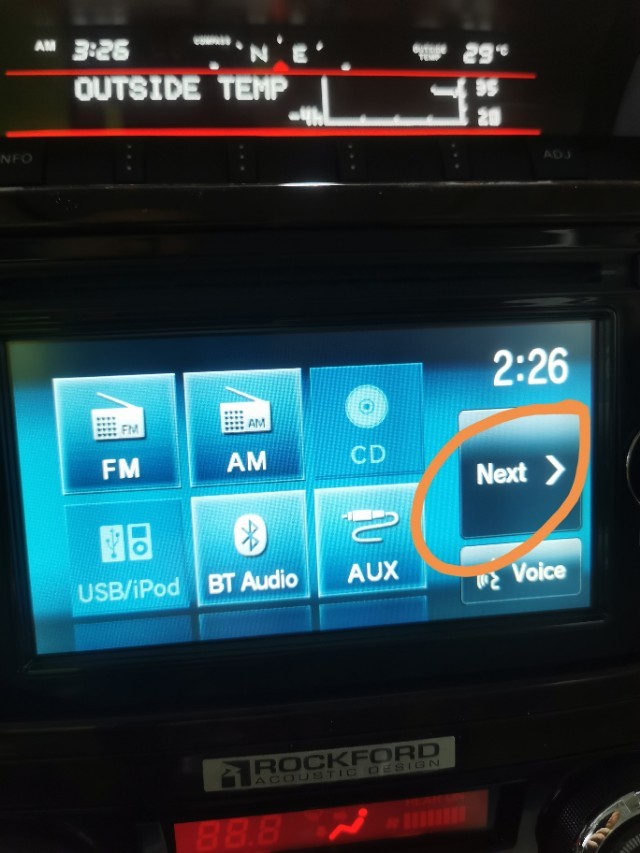 AM 3:26 COMPASS N E OUTSIDE TEMP 29°C
OUTSIDE TEMP
95
-4h 20
INFO ADJ
2:26
FM
FM
AM
AM
CD
Next
USB/iPod
BT Audio
AUX
Voice
ROCKFORD
ACOUSTIC DESIGN
88.8